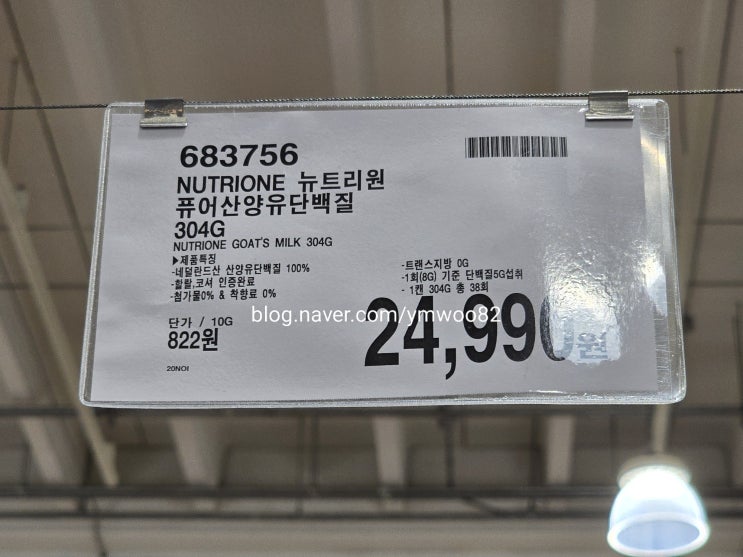 683756
NUTRIONE 뉴트리원
퓨어산양유단백질
304G
NUTRIONE GOAT'S MILK 304G
▶제품특징
-네덜란드산 산양유단백질 100%
-할랄,코셔 인증완료
-첨가물0% & 착향료 0%
-트랜스지방 0G
-1회(8G) 기준 단백질5G섭취
- 1캔 304G 총 38회
blog.naver.com/ymwoo82
단가 / 10G
822원
24,990원
20NOI